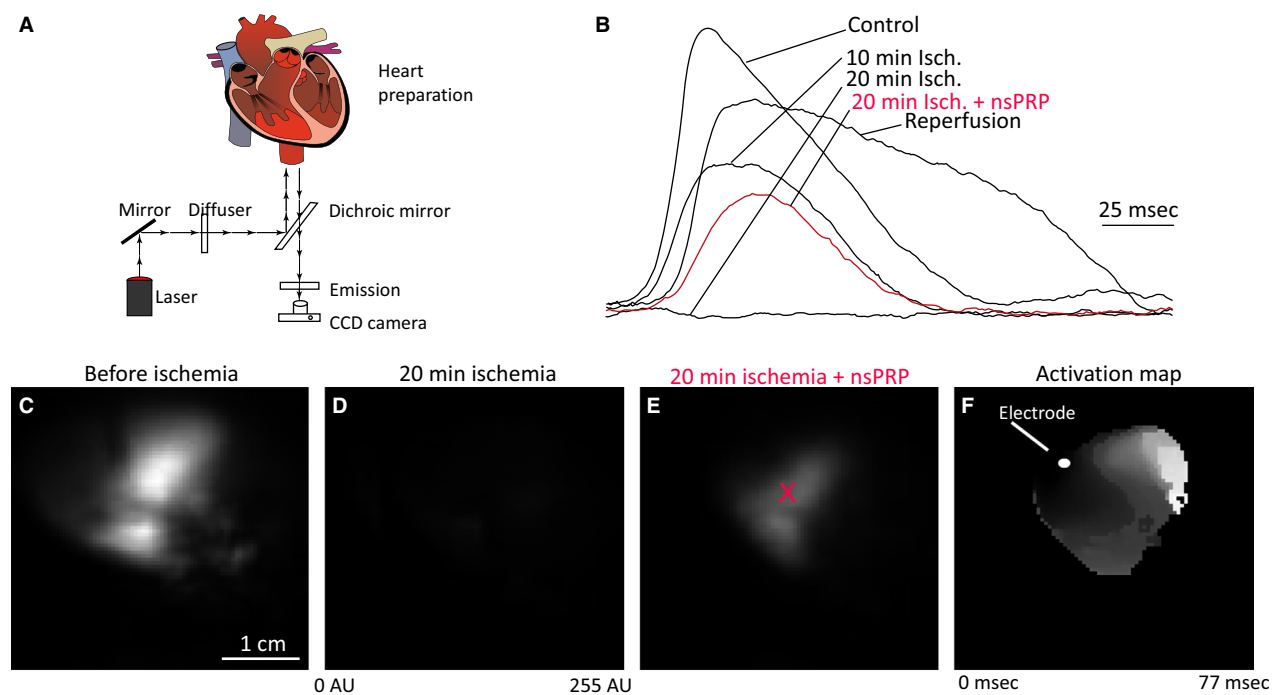 A
Heart
preparation
Mirror
Diffuser
Dichroic mirror
Laser
Emission
CCD camera
B
Control
10 min Isch.
20 min Isch.
20 min Isch. + nsPRP
Reperfusion
25 msec
Before ischemia
C
1 cm
20 min ischemia
D
0 AU
255 AU
20 min ischemia + nsPRP
E
X
Activation map
F
Electrode
0 msec
77 msec